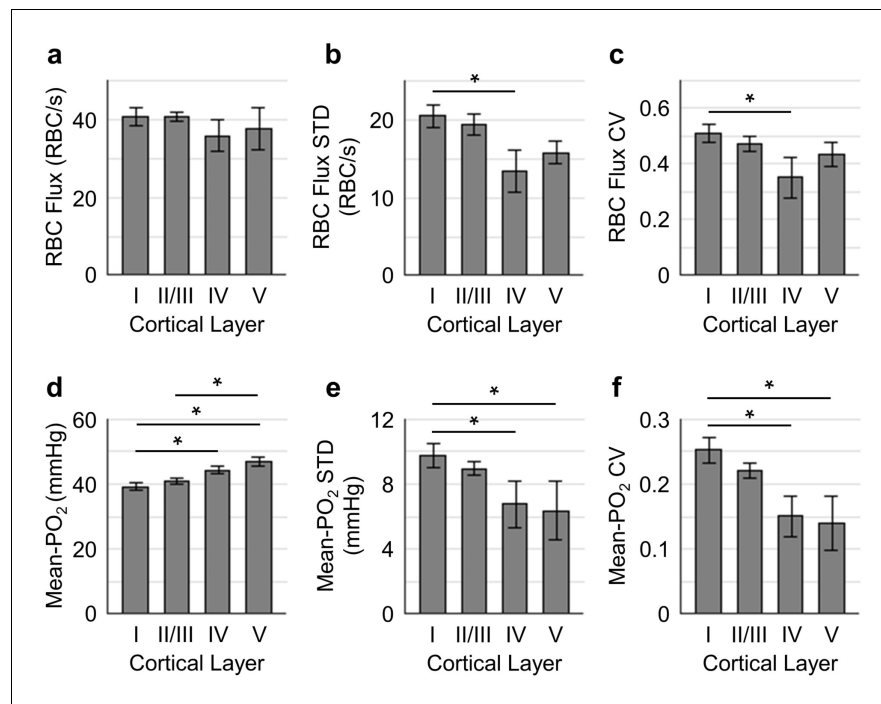 a
RBC Flux (RBC/s)
40
20
0
I II/III IV V
Cortical Layer
b
RBC Flux STD
(RBC/s)
20
10
0
*
I II/III IV V
Cortical Layer
c
RBC Flux CV
0.6
0.4
0.2
0
*
I II/III IV V
Cortical Layer
d
Mean-PO₂ (mmHg)
60
40
20
0
*
*
*
I II/III IV V
Cortical Layer
e
Mean-PO₂ STD
(mmHg)
12
8
4
0
*
*
I II/III IV V
Cortical Layer
f
Mean-PO₂ CV
0.3
0.2
0.1
0
*
*
I II/III IV V
Cortical Layer